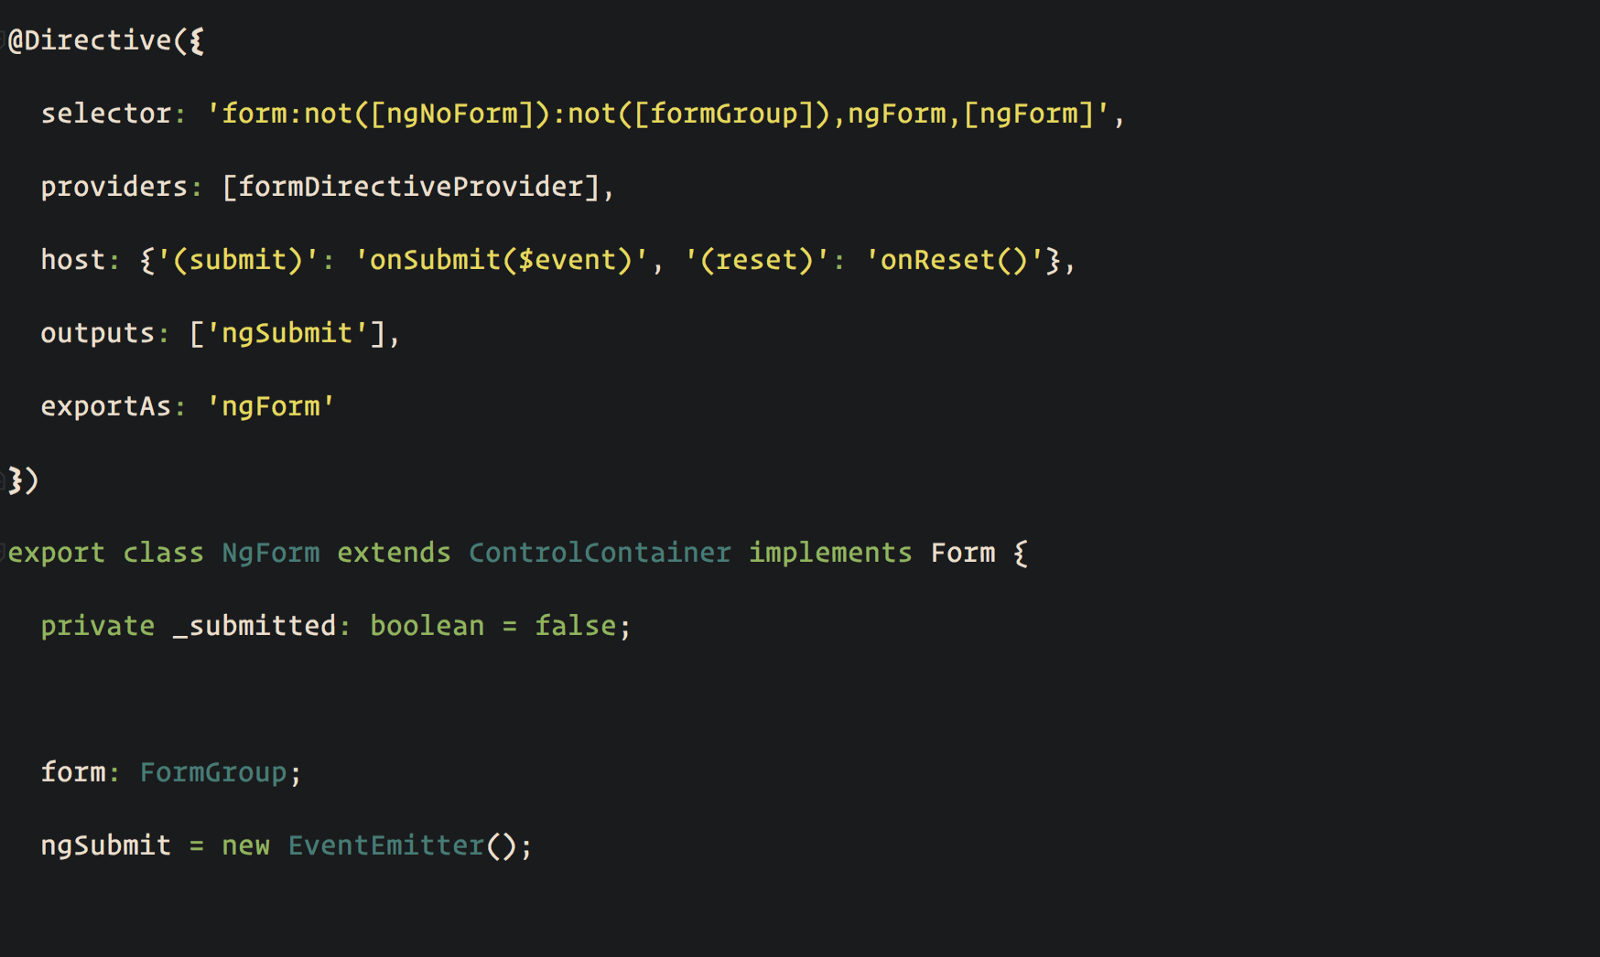 @Directive({
selector: 'form:not([ngNoForm]):not([formGroup]),ngForm,[ngForm]',
providers: [formDirectiveProvider],
host: {'(submit)': 'onSubmit($event)', '(reset)': 'onReset()'},
outputs: ['ngSubmit'],
exportAs: 'ngForm'
})
export class NgForm extends ControlContainer implements Form {
private _submitted: boolean = false;
form: FormGroup;
ngSubmit = new EventEmitter();